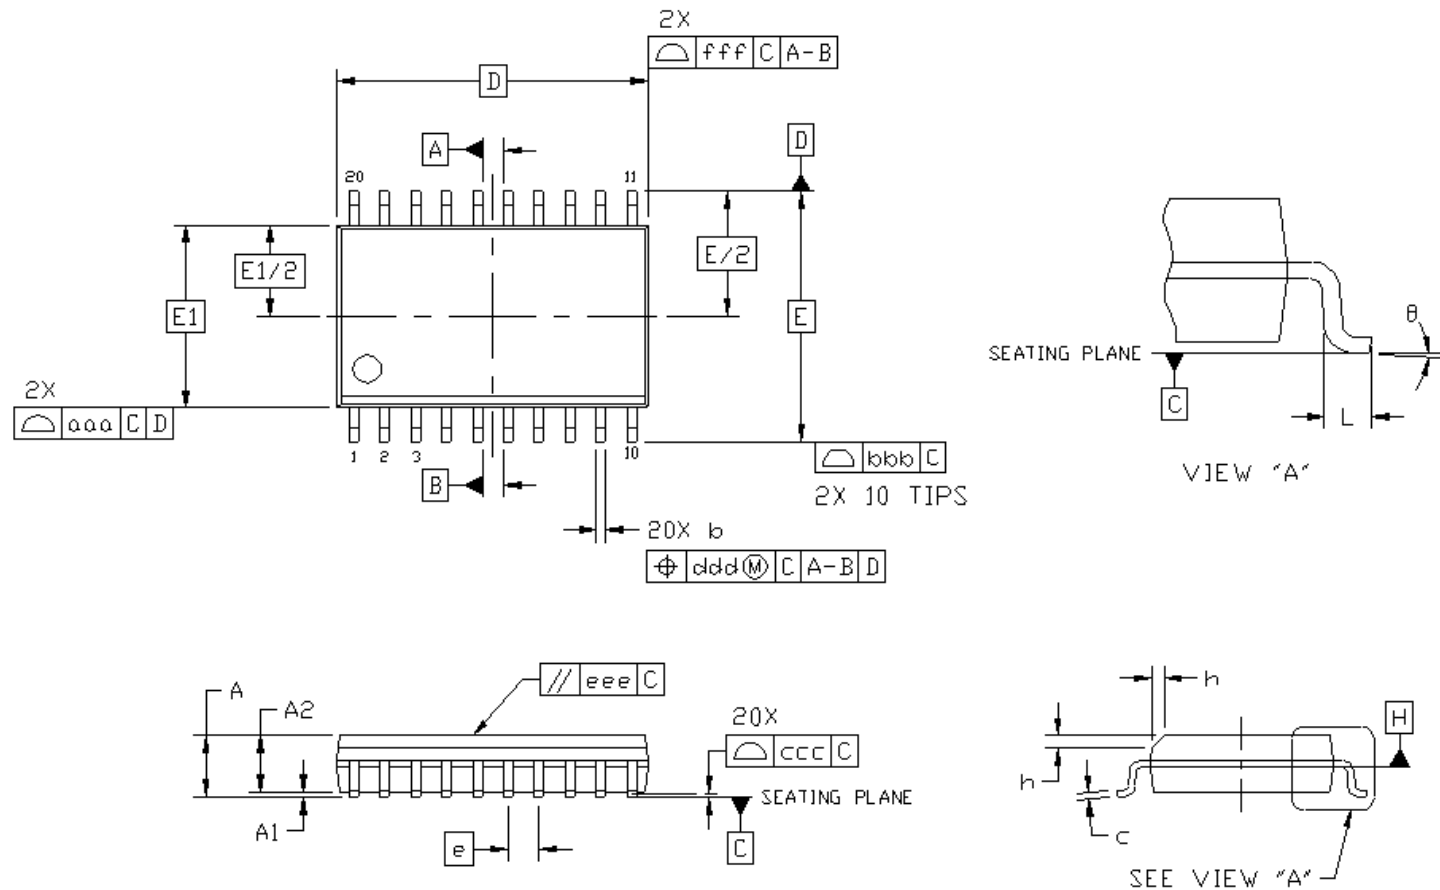 2X
fff C A-B
D
A
D
20
11
E1/2
E/2
E1
E
2X
aaa C D
1 2 3
10
bbb C
2X 10 TIPS
B
20X b
ddd M C A-B D
θ
SEATING PLANE
C
L
VIEW "A"
// eee C
A
A2
20X
ccc C
SEATING PLANE
A1
e
C
h
H
h
c
SEE VIEW "A"